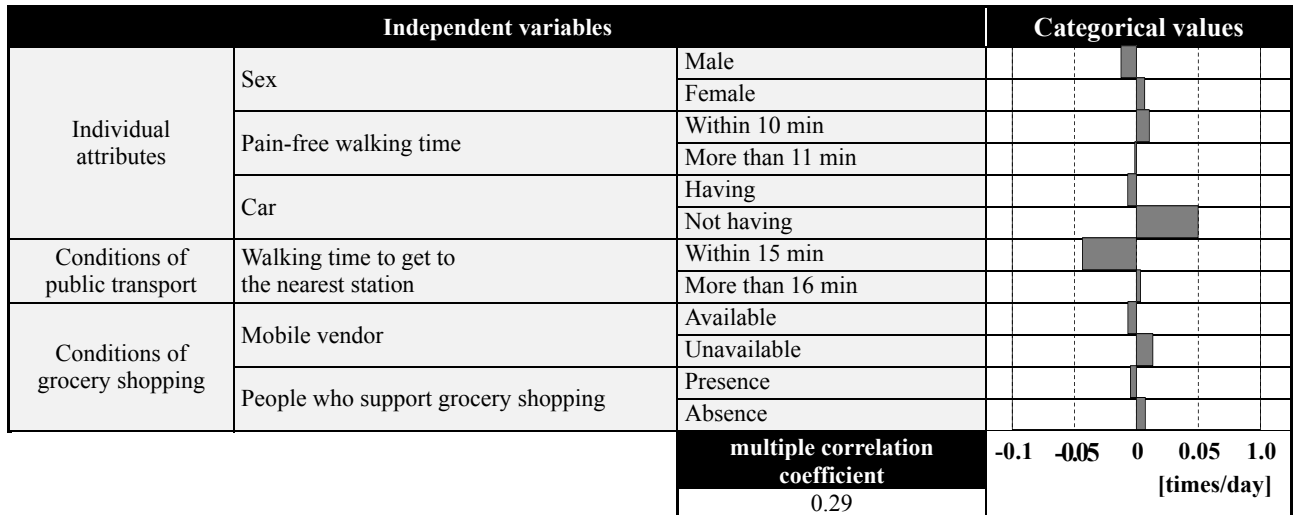 Independent variables
Categorical values
Individual
attributes
Sex
Male
Female
Pain-free walking time
Within 10 min
More than 11 min
Car
Having
Not having
Conditions of
public transport
Walking time to get to
the nearest station
Within 15 min
More than 16 min
Conditions of
grocery shopping
Mobile vendor
Available
Unavailable
People who support grocery shopping
Presence
Absence
multiple correlation
coefficient
0.29
-0.1 -0.05 0 0.05 1.0
[times/day]